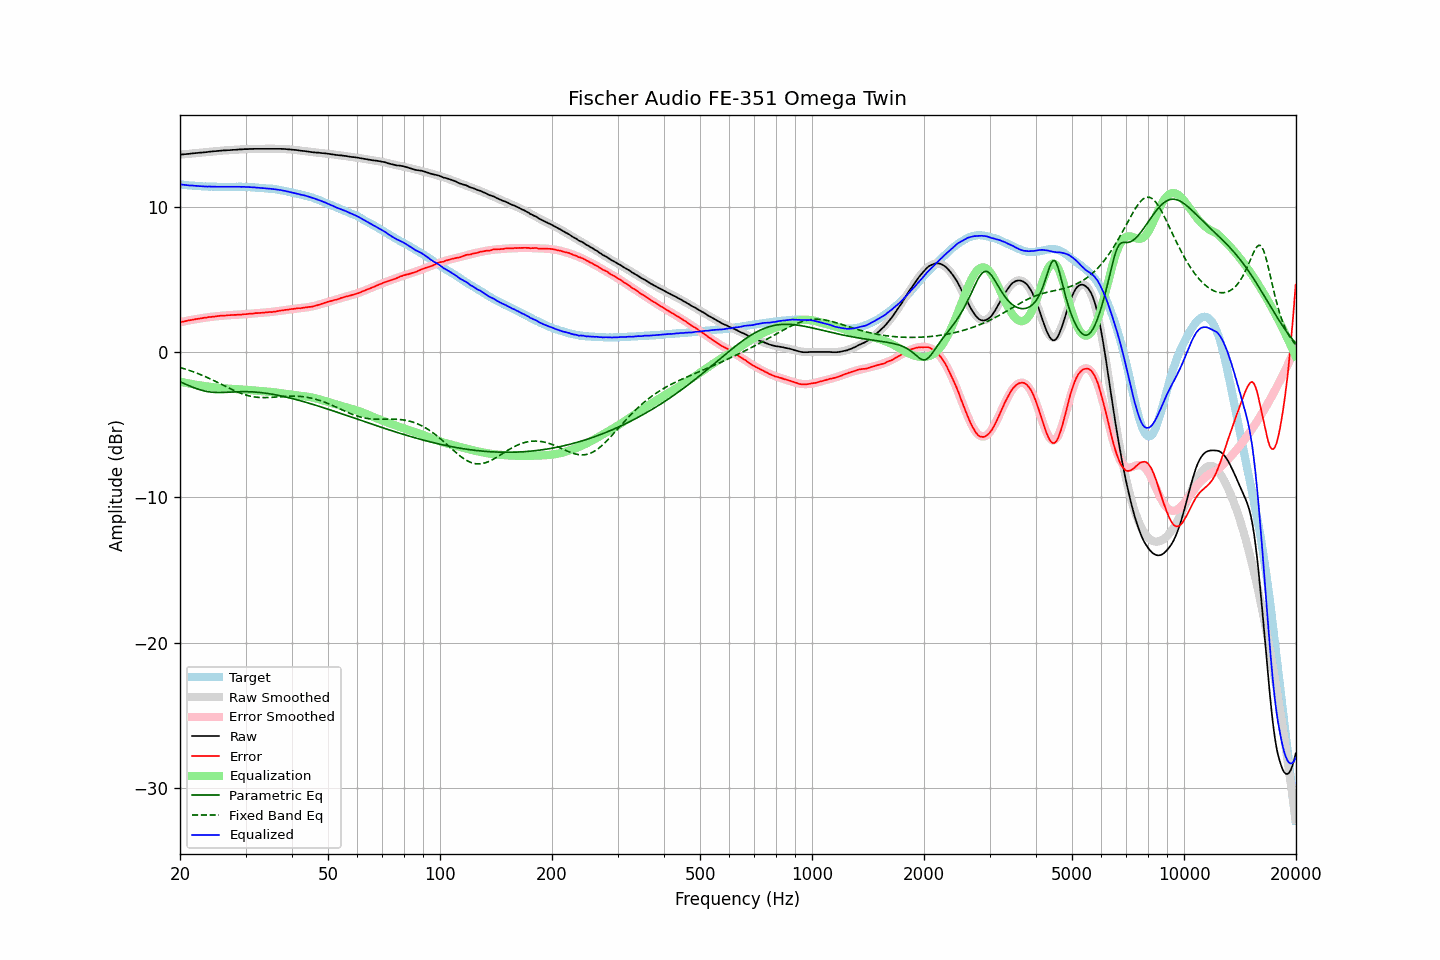 Fischer Audio FE-351 Omega Twin
Amplitude (dBr)
10
0
−10
−20
−30
Target
Raw Smoothed
Error Smoothed
Raw
Error
Equalization
Parametric Eq
Fixed Band Eq
Equalized
20 50 100 200 500 1000 2000 5000 10000 20000
Frequency (Hz)